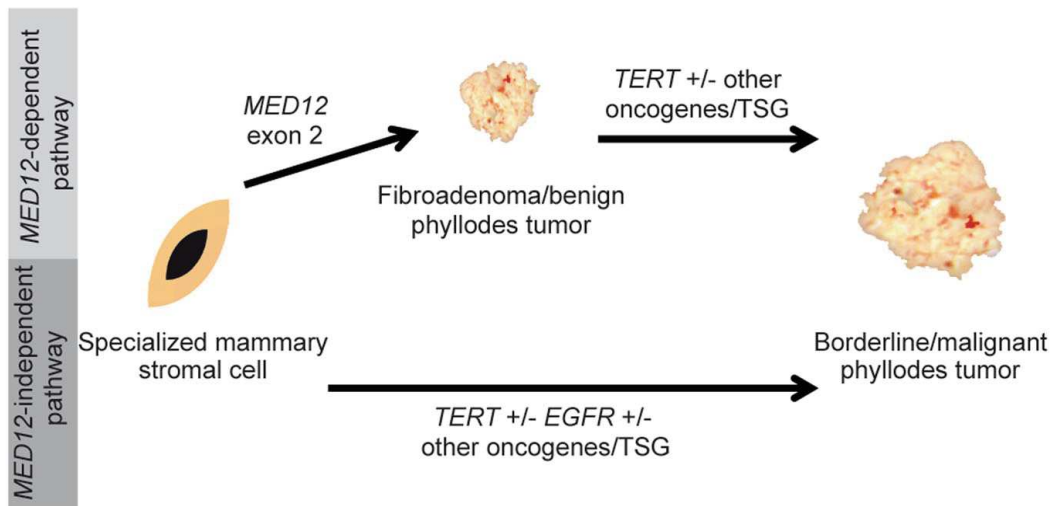 MED12-dependent
pathway
MED12
exon 2
TERT +/- other
oncogenes/TSG
Fibroadenoma/benign
phyllodes tumor
MED12-independent
pathway
Specialized mammary
stromal cell
Borderline/malignant
phyllodes tumor
TERT +/- EGFR +/-
other oncogenes/TSG